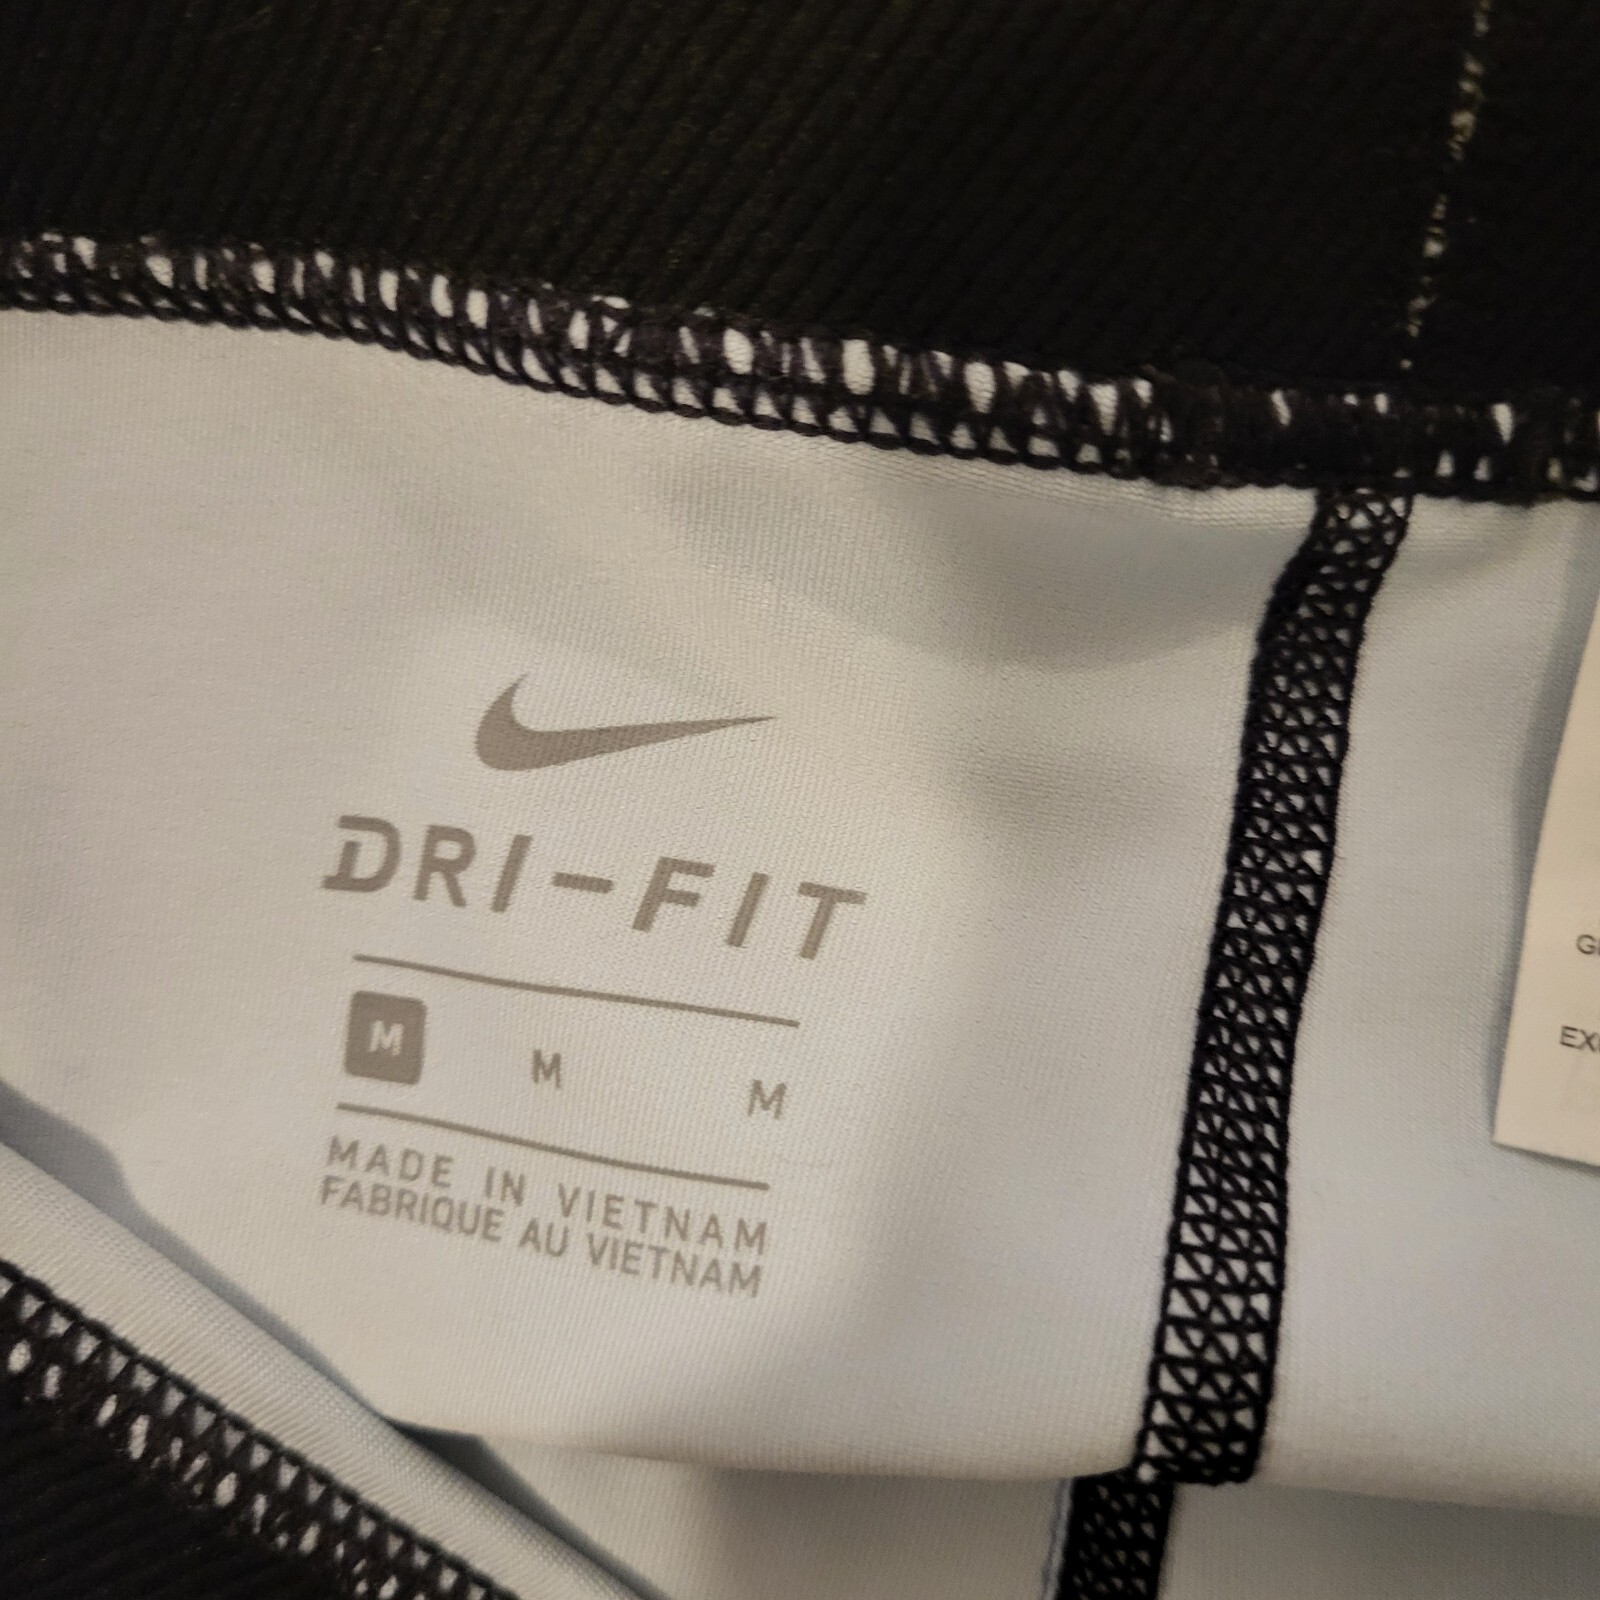 DRI-FIT
M M M
MADE IN VIETNAM
FABRIQUE AU VIETNAM